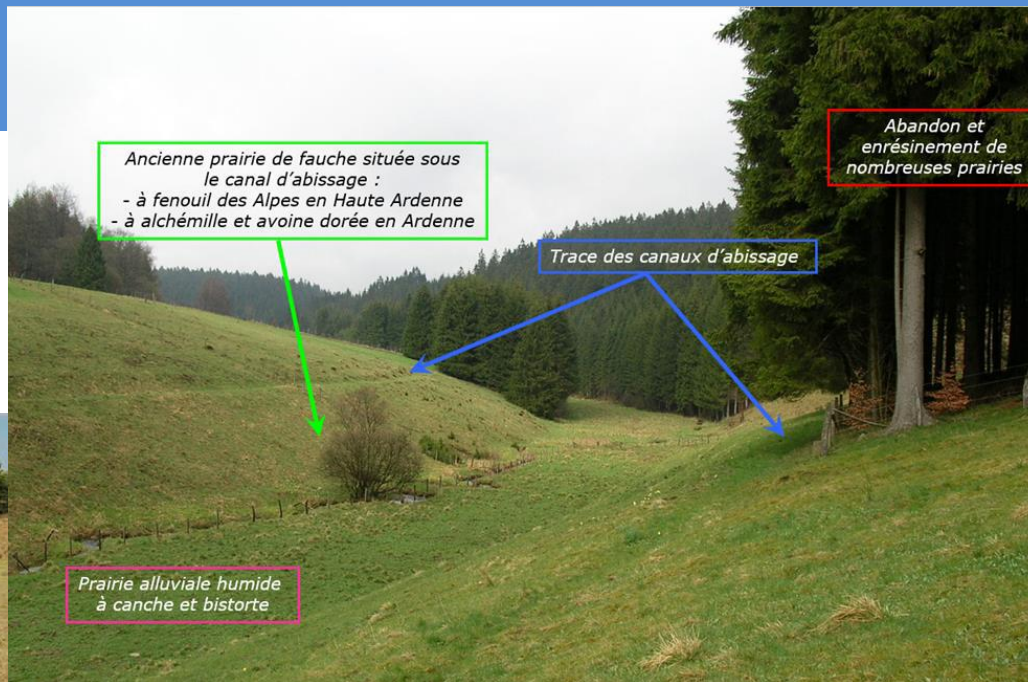 Ancienne prairie de fauche située sous
le canal d'abissage :
- à fenouil des Alpes en Haute Ardenne
- à alchémille et avoine dorée en Ardenne
Abandon et
enrésinement de
nombreuses prairies
Trace des canaux d'abissage
Prairie alluviale humide
à canche et bistorte